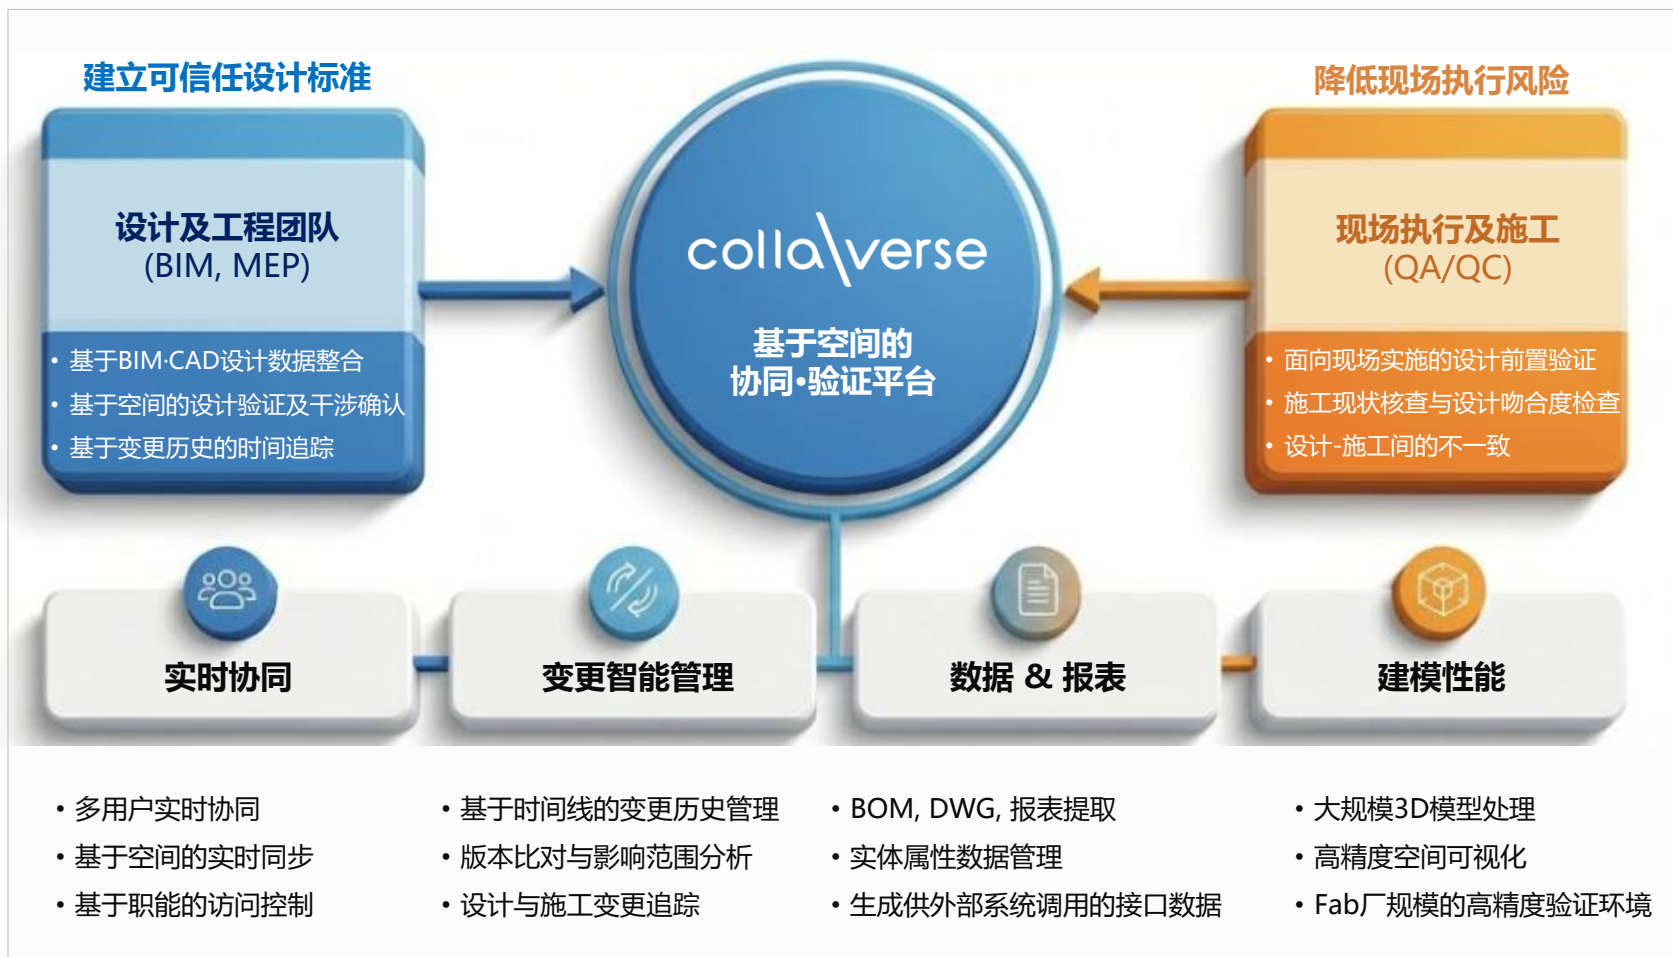 建立可信任设计标准
设计及工程团队
(BIM, MEP)
• 基于BIM·CAD设计数据整合
• 基于空间的设计验证及干涉确认
• 基于变更历史的时间追踪
colla\verse
基于空间的
协同•验证平台
降低现场执行风险
现场执行及施工
(QA/QC)
• 面向现场实施的设计前置验证
• 施工现状核查与设计吻合度检查
• 设计-施工间的不一致
实时协同
变更智能管理
数据 & 报表
建模性能
• 多用户实时协同
• 基于空间的实时同步
• 基于职能的访问控制
• 基于时间线的变更历史管理
• 版本比对与影响范围分析
• 设计与施工变更追踪
• BOM, DWG, 报表提取
• 实体属性数据管理
• 生成供外部系统调用的接口数据
• 大规模3D模型处理
• 高精度空间可视化
• Fab厂规模的高精度验证环境